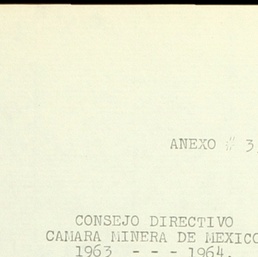 ANEXO # 3
CONSEJO DIRECTIVO
CAMARA MINERA DE MEXICO
1963 - - - 1964.